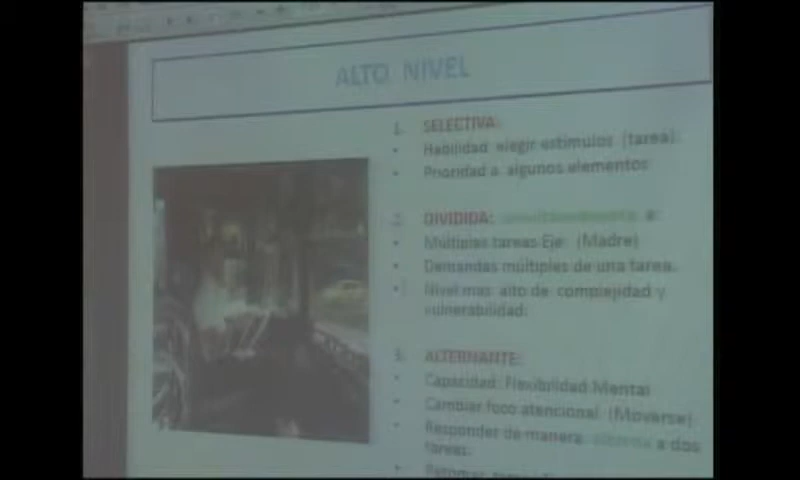 ALTO NIVEL
1. SELECTIVA:
• Habilidad elegir estímulos (tarea).
• Prioridad a algunos elementos
2. DIVIDIDA: a:
• Múltiples tareas Eje: (Madre)
• Demandas múltiples de una tarea.
• Nivel mas alto de complejidad y
vulnerabilidad.
3. ALTERNANTE:
• Capacidad: Flexibilidad Mental
• Cambiar foco atencional (Moverse).
• Responder de manera alterna a dos
tareas.